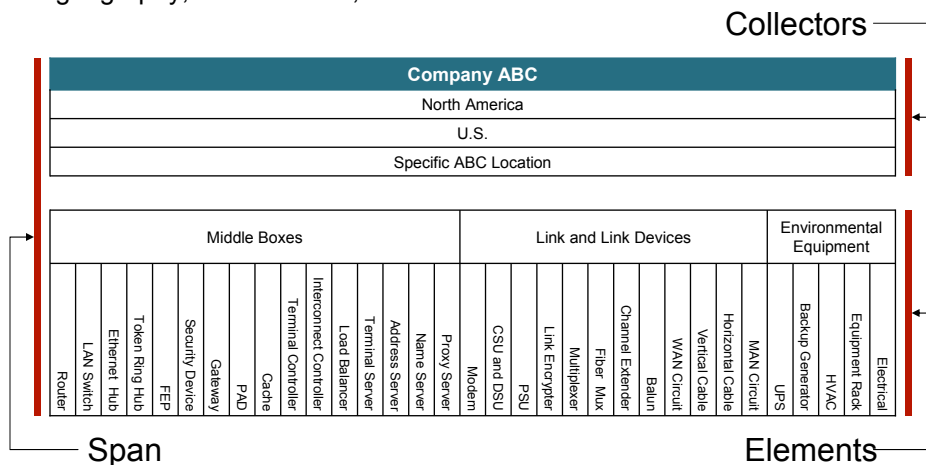 Collectors
Company ABC
North America
U.S.
Specific ABC Location
Middle Boxes
Link and Link Devices
Environmental
Equipment
Router
LAN Switch
Ethernet Hub
Token Ring Hub
FEP
Security Device
Gateway
PAD
Cache
Terminal Controller
Interconnect Controller
Load Balancer
Terminal Server
Address Server
Name Server
Proxy Server
Modem
CSU and DSU
PSU
Link Encrypter
Multiplexer
Fiber Mux
Channel Extender
Balun
WAN Circuit
Vertical Cable
Horizontal Cable
MAN Circuit
UPS
Backup Generator
HVAC
Equipment Rack
Electrical
Span
Elements